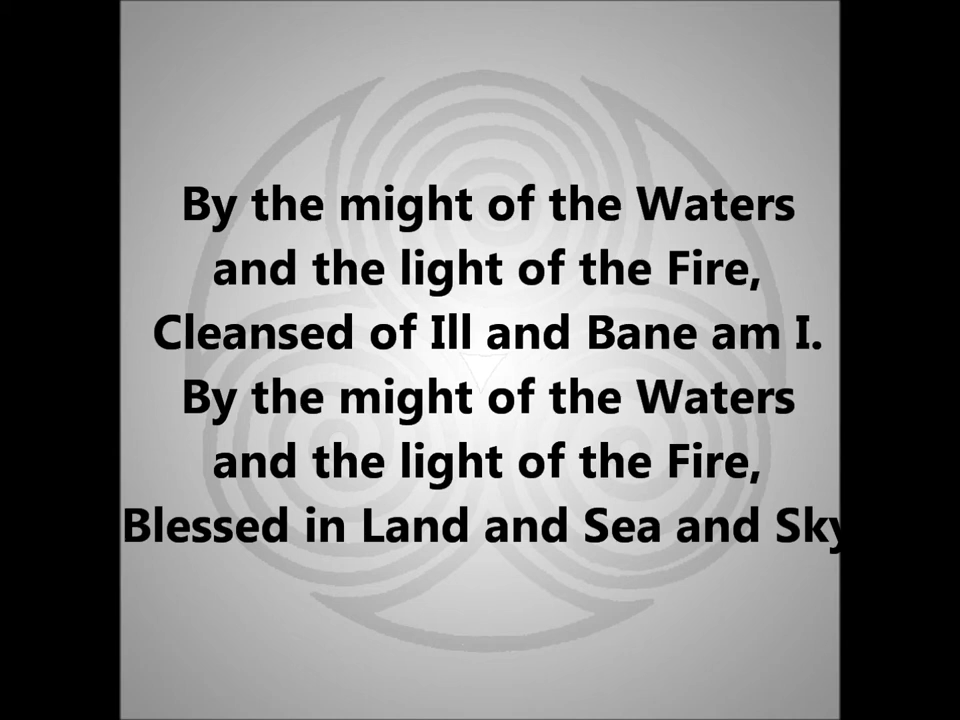 By the might of the Waters
and the light of the Fire,
Cleansed of Ill and Bane am I.
By the might of the Waters
and the light of the Fire,
Blessed in Land and Sea and Sky